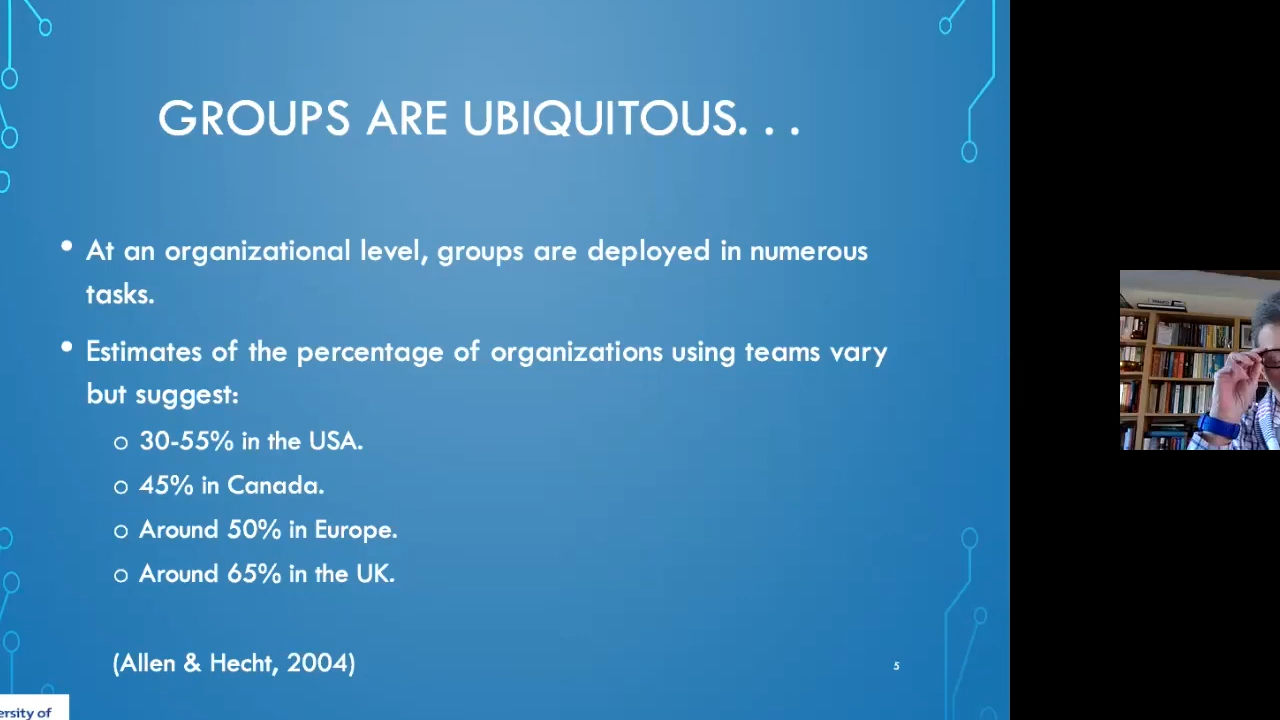 GROUPS ARE UBIQUITOUS. . .
• At an organizational level, groups are deployed in numerous
tasks.
• Estimates of the percentage of organizations using teams vary
but suggest:
o 30-55% in the USA.
o 45% in Canada.
o Around 50% in Europe.
o Around 65% in the UK.
(Allen & Hecht, 2004)
5
ersity of